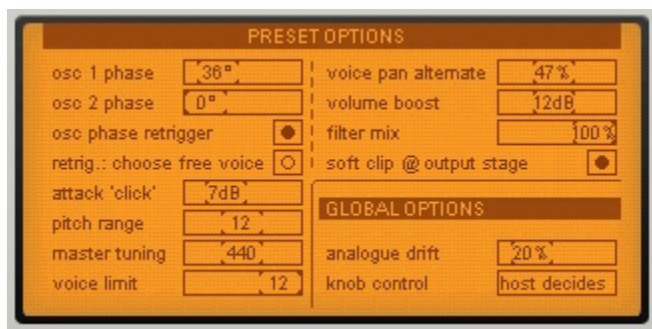 PRESET OPTIONS
osc 1 phase 36°
osc 2 phase 0°
osc phase retrigger
retrig.: choose free voice
attack 'click' 7dB
pitch range 12
master tuning 440
voice limit 12
voice pan alternate 47%
volume boost 12dB
filter mix 100%
soft clip @ output stage
GLOBAL OPTIONS
analogue drift 20%
knob control host decides